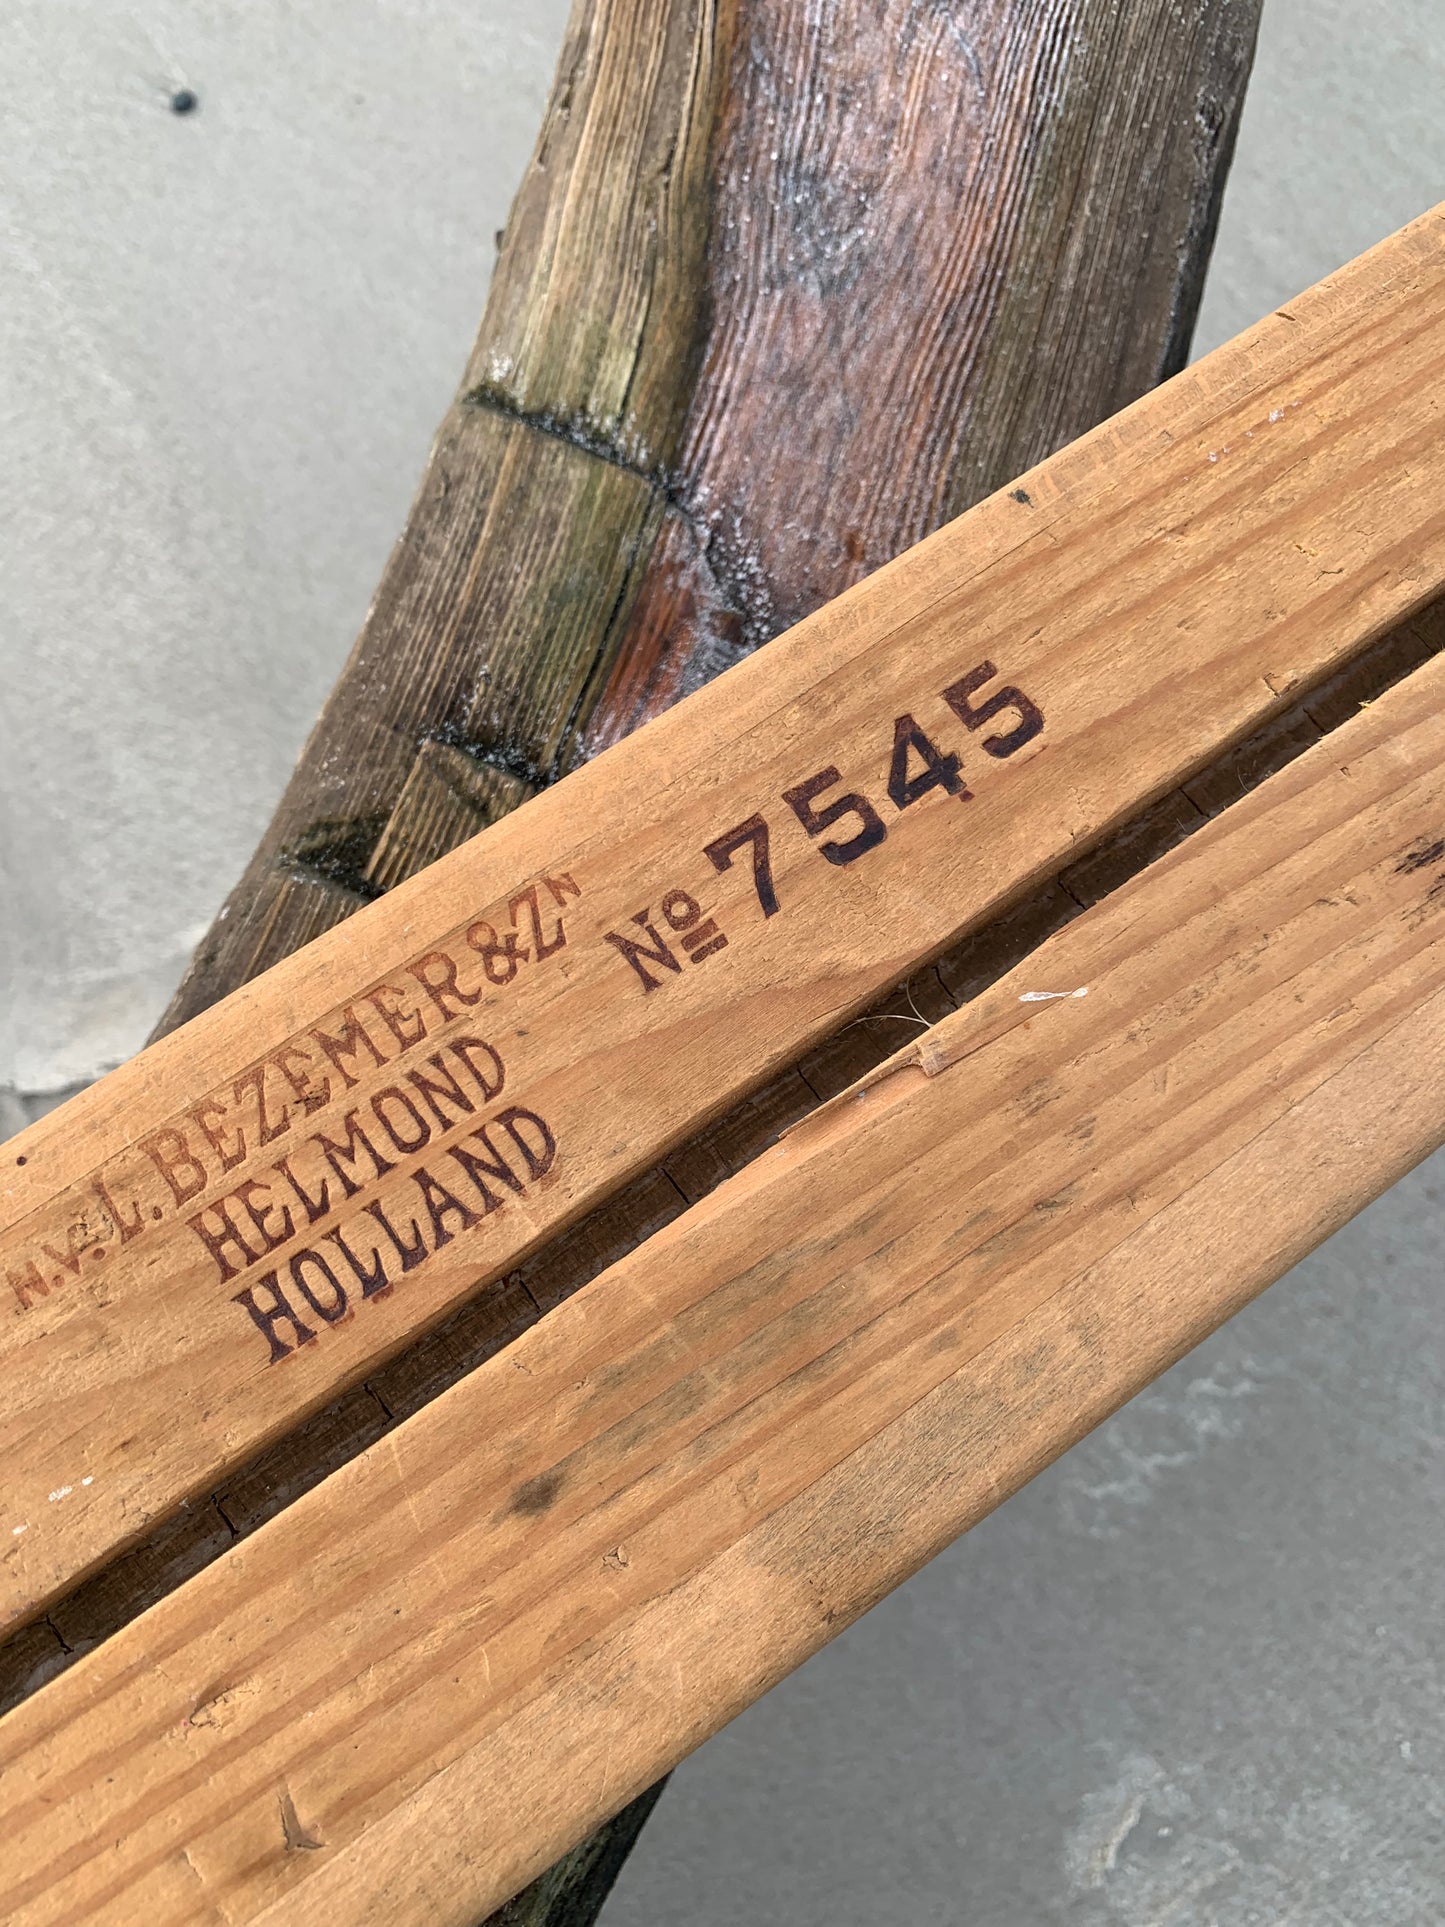 N.V. L. BEZEMER & ZN
HELMOND
HOLLAND
No 7545